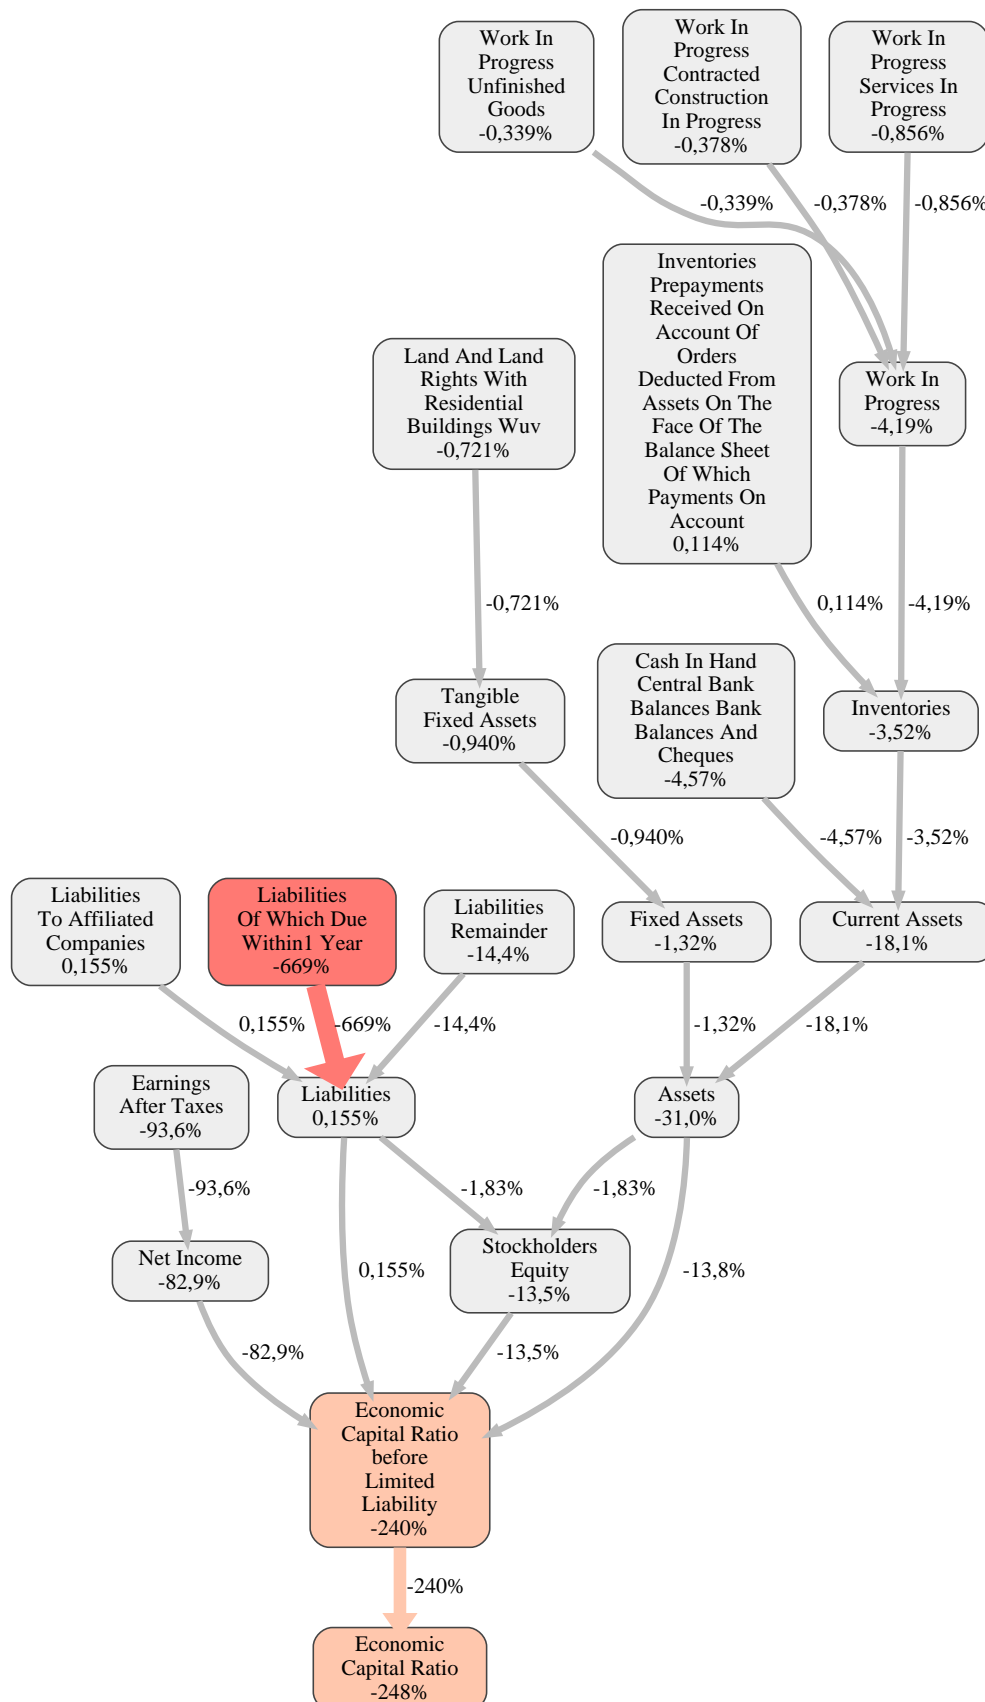 Work In
Progress
Unfinished
Goods
-0,339%
Work In
Progress
Contracted
Construction
In Progress
-0,378%
Work In
Progress
Services In
Progress
-0,856%
-0,339%
-0,378%
-0,856%
Inventories
Prepayments
Received On
Account Of
Orders
Deducted From
Assets On The
Face Of The
Balance Sheet
Of Which
Payments On
Account
0,114%
Land And Land
Rights With
Residential
Buildings Wuv
-0,721%
Work In
Progress
-4,19%
-0,721%
0,114%
-4,19%
Cash In Hand
Central Bank
Balances Bank
Balances And
Cheques
-4,57%
Tangible
Fixed Assets
-0,940%
Inventories
-3,52%
-0,940%
-4,57%
-3,52%
Liabilities
To Affiliated
Companies
0,155%
Liabilities
Of Which Due
Within1 Year
-669%
Liabilities
Remainder
-14,4%
Fixed Assets
-1,32%
Current Assets
-18,1%
0,155%
-669%
-14,4%
-1,32%
-18,1%
Earnings
After Taxes
-93,6%
Liabilities
0,155%
Assets
-31,0%
-93,6%
-1,83%
-1,83%
Net Income
-82,9%
0,155%
Stockholders
Equity
-13,5%
-13,8%
-82,9%
-13,5%
Economic
Capital Ratio
before
Limited
Liability
-240%
-240%
Economic
Capital Ratio
-248%